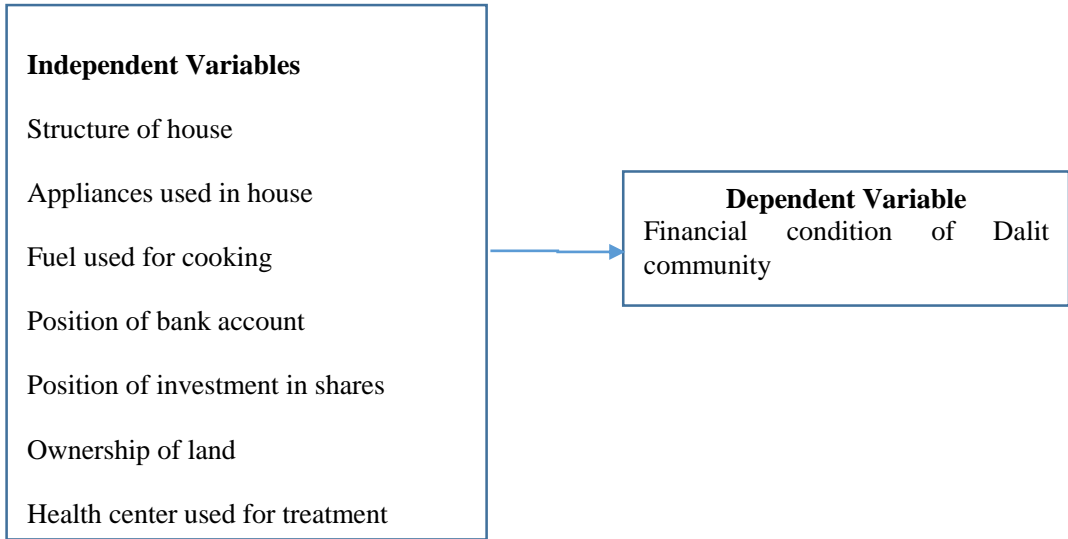 Independent Variables
Structure of house
Appliances used in house
Fuel used for cooking
Position of bank account
Position of investment in shares
Ownership of land
Health center used for treatment
Dependent Variable
Financial condition of Dalit
community